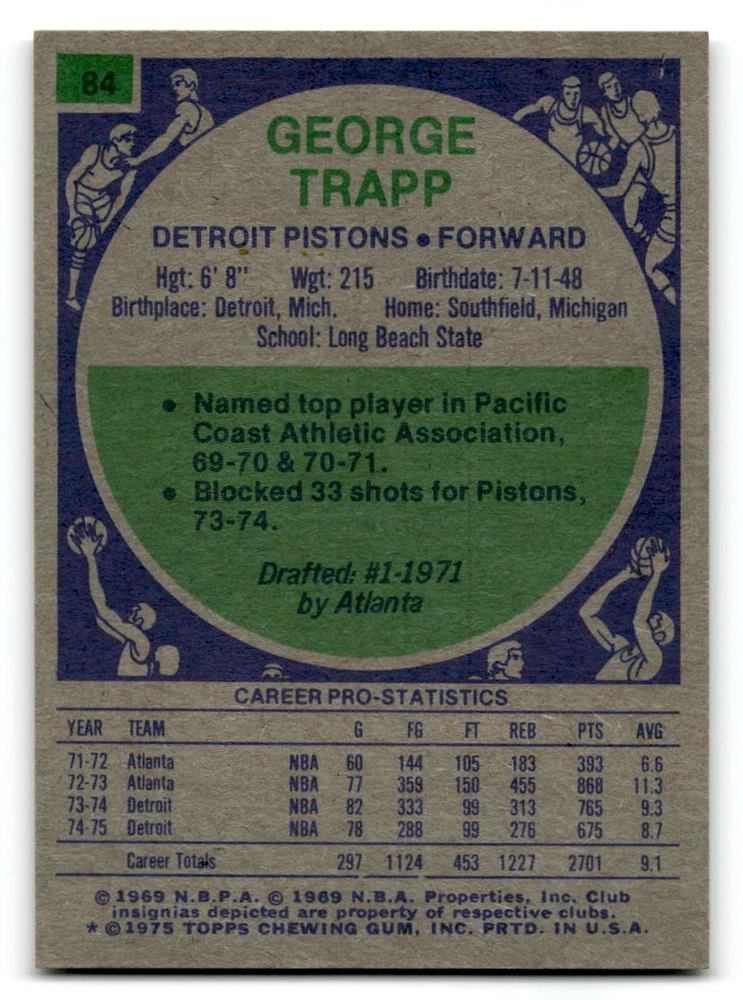 84
GEORGE
TRAPP
DETROIT PISTONS • FORWARD
Hgt: 6' 8" Wgt: 215 Birthdate: 7-11-48
Birthplace: Detroit, Mich. Home: Southfield, Michigan
School: Long Beach State
• Named top player in Pacific
Coast Athletic Association,
69-70 & 70-71.
• Blocked 33 shots for Pistons,
73-74.
Drafted: #1-1971
by Atlanta
CAREER PRO-STATISTICS
YEAR TEAM G FG FT REB PTS AVG
71-72 Atlanta NBA 60 144 105 183 393 6.6
72-73 Atlanta NBA 77 359 150 455 868 11.3
73-74 Detroit NBA 82 333 99 313 765 9.3
74-75 Detroit NBA 78 288 99 276 675 8.7
Career Totals 297 1124 453 1227 2701 9.1
© 1969 N.B.P.A. © 1969 N.B.A. Properties, Inc. Club
insignias depicted are property of respective clubs.
* © 1975 TOPPS CHEWING GUM, INC. PRTD. IN U.S.A.